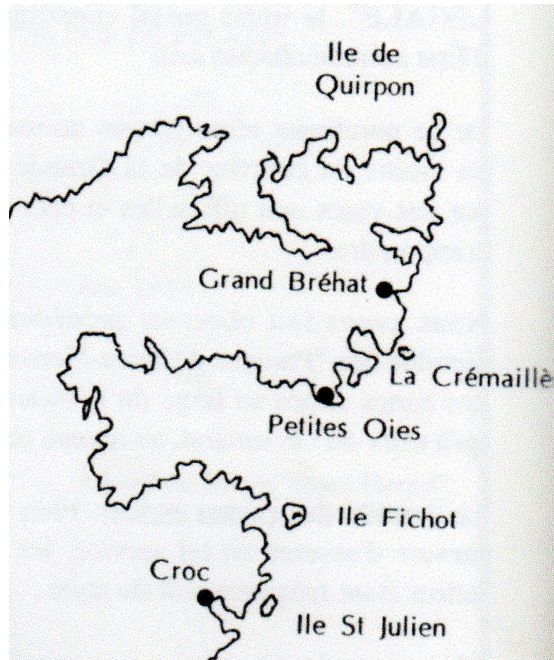 Ile de
Quirpon
Grand Bréhat
La Crémaillè
Petites Oies
Ile Fichot
Croc
Ile St Julien